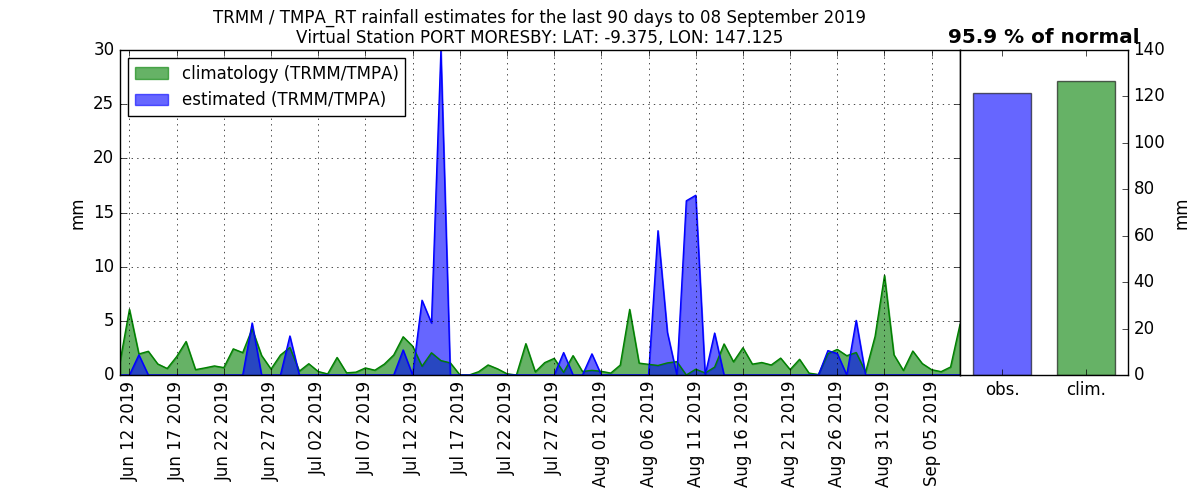 TRMM / TMPA_RT rainfall estimates for the last 90 days to 08 September 2019
Virtual Station PORT MORESBY: LAT: -9.375, LON: 147.125
95.9 % of normal
climatology (TRMM/TMPA)
estimated (TRMM/TMPA)
mm
30
25
20
15
10
5
0
Jun 12 2019
Jun 17 2019
Jun 22 2019
Jun 27 2019
Jul 02 2019
Jul 07 2019
Jul 12 2019
Jul 17 2019
Jul 22 2019
Jul 27 2019
Aug 01 2019
Aug 06 2019
Aug 11 2019
Aug 16 2019
Aug 21 2019
Aug 26 2019
Aug 31 2019
Sep 05 2019
obs.
clim.
140
120
100
80
60
40
20
0
mm